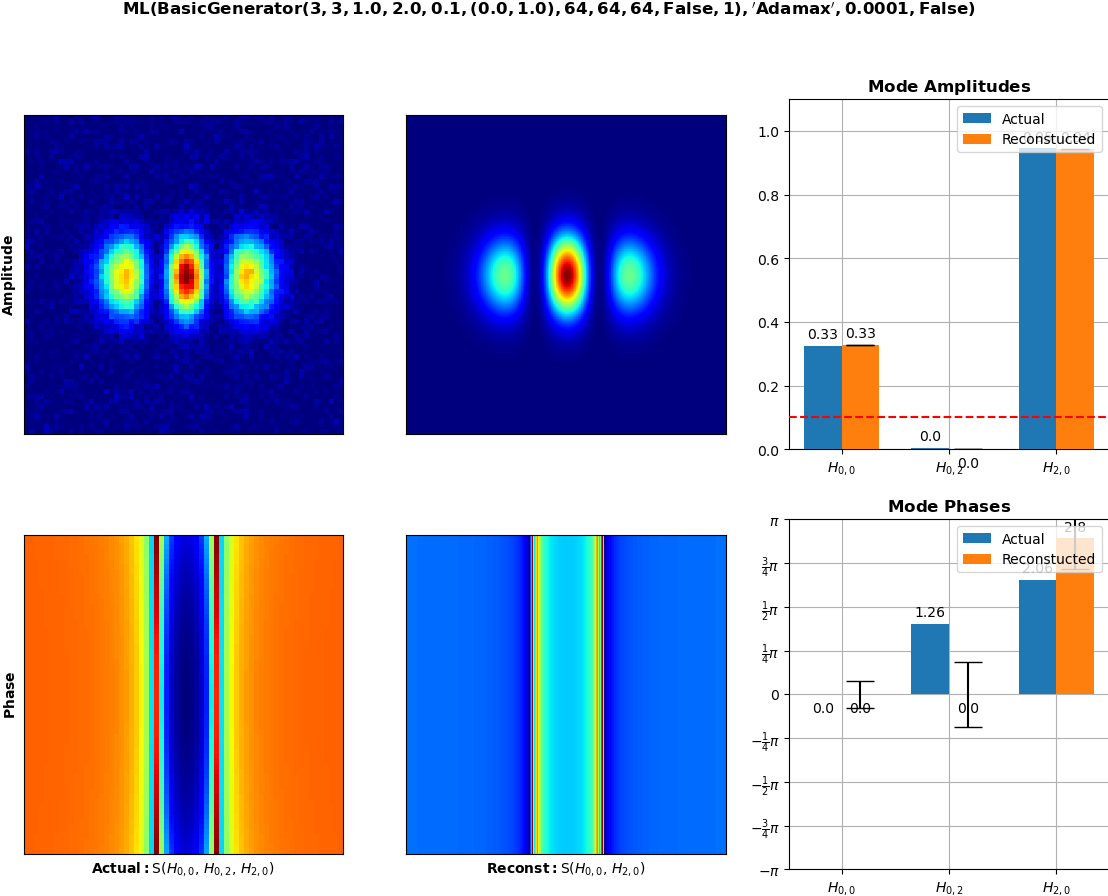 ML(BasicGenerator(3, 3, 1.0, 2.0, 0.1, (0.0, 1.0), 64, 64, 64, False, 1), ′Adamax′, 0.0001, False)
Mode Amplitudes
Actual
Reconstucted
1.0
0.8
0.6
0.4
0.2
0.0
0.33
0.33
0.0
0.0
H0,0
H0,2
H2,0
Amplitude
Mode Phases
Actual
Reconstucted
π
3/4π
1/2π
1/4π
0
−1/4π
−1/2π
−3/4π
−π
0.0
0.0
1.26
0.0
2.06
2.8
H0,0
H0,2
H2,0
Phase
Actual: S(H0,0, H0,2, H2,0)
Reconst: S(H0,0, H2,0)